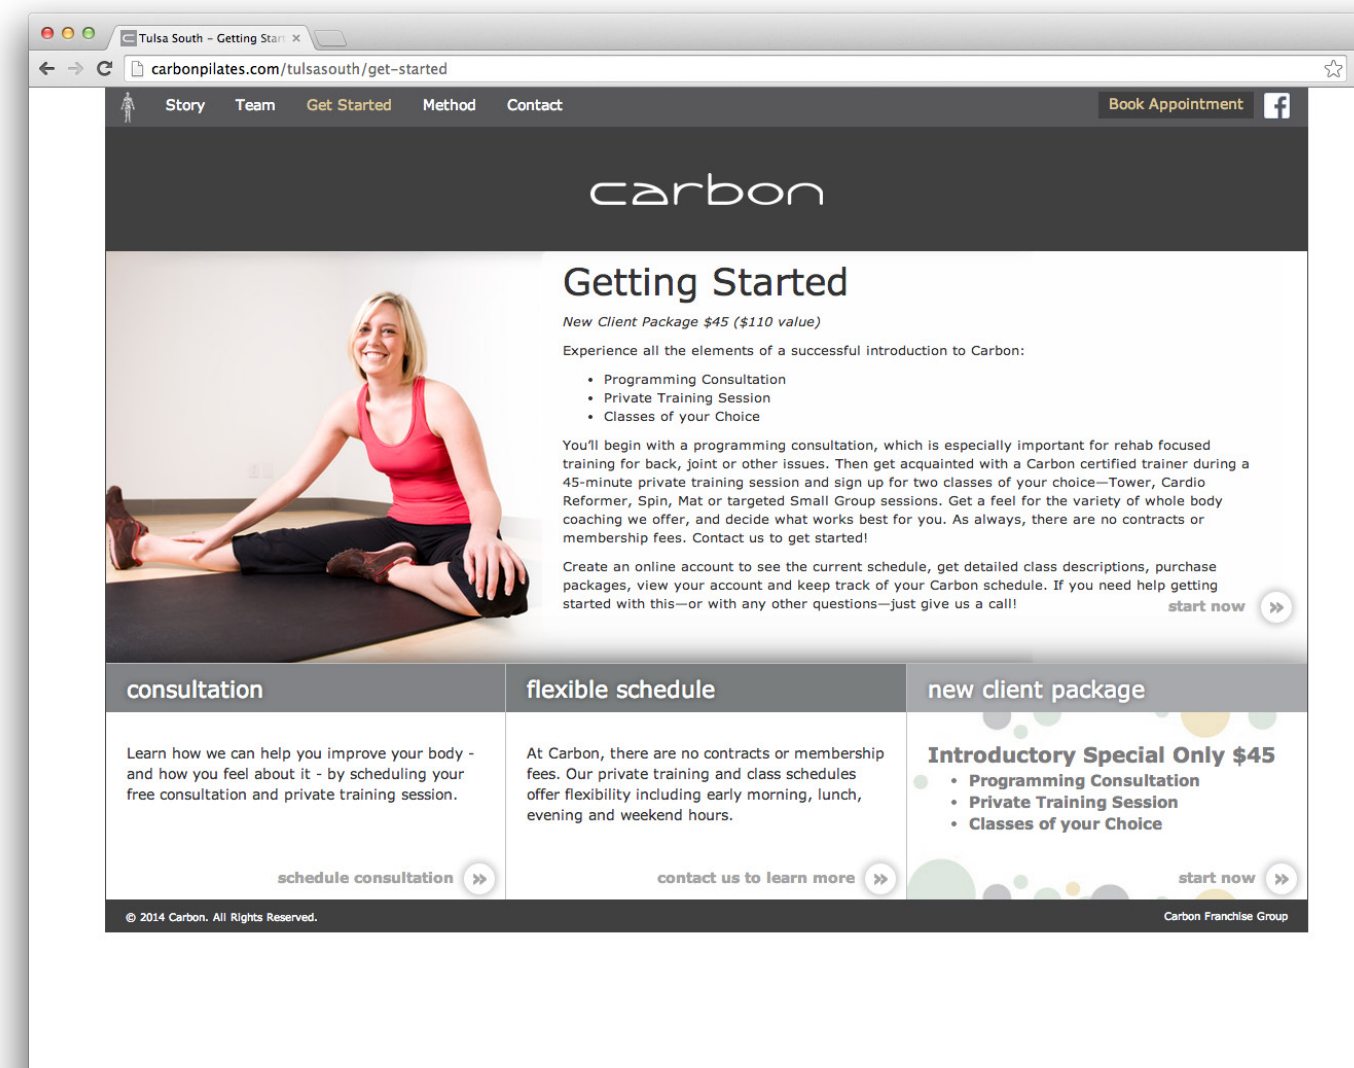 Tulsa South – Getting Start
carbonpilates.com/tulsasouth/get-started
Story Team Get Started Method Contact Book Appointment f
carbon
Getting Started
New Client Package $45 ($110 value)
Experience all the elements of a successful introduction to Carbon:
• Programming Consultation
• Private Training Session
• Classes of your Choice
You'll begin with a programming consultation, which is especially important for rehab focused
training for back, joint or other issues. Then get acquainted with a Carbon certified trainer during a
45-minute private training session and sign up for two classes of your choice—Tower, Cardio
Reformer, Spin, Mat or targeted Small Group sessions. Get a feel for the variety of whole body
coaching we offer, and decide what works best for you. As always, there are no contracts or
membership fees. Contact us to get started!
Create an online account to see the current schedule, get detailed class descriptions, purchase
packages, view your account and keep track of your Carbon schedule. If you need help getting
started with this—or with any other questions—just give us a call!
start now »
consultation
Learn how we can help you improve your body -
and how you feel about it - by scheduling your
free consultation and private training session.
schedule consultation »
flexible schedule
At Carbon, there are no contracts or membership
fees. Our private training and class schedules
offer flexibility including early morning, lunch,
evening and weekend hours.
contact us to learn more »
new client package
Introductory Special Only $45
• Programming Consultation
• Private Training Session
• Classes of your Choice
start now »
© 2014 Carbon. All Rights Reserved.
Carbon Franchise Group